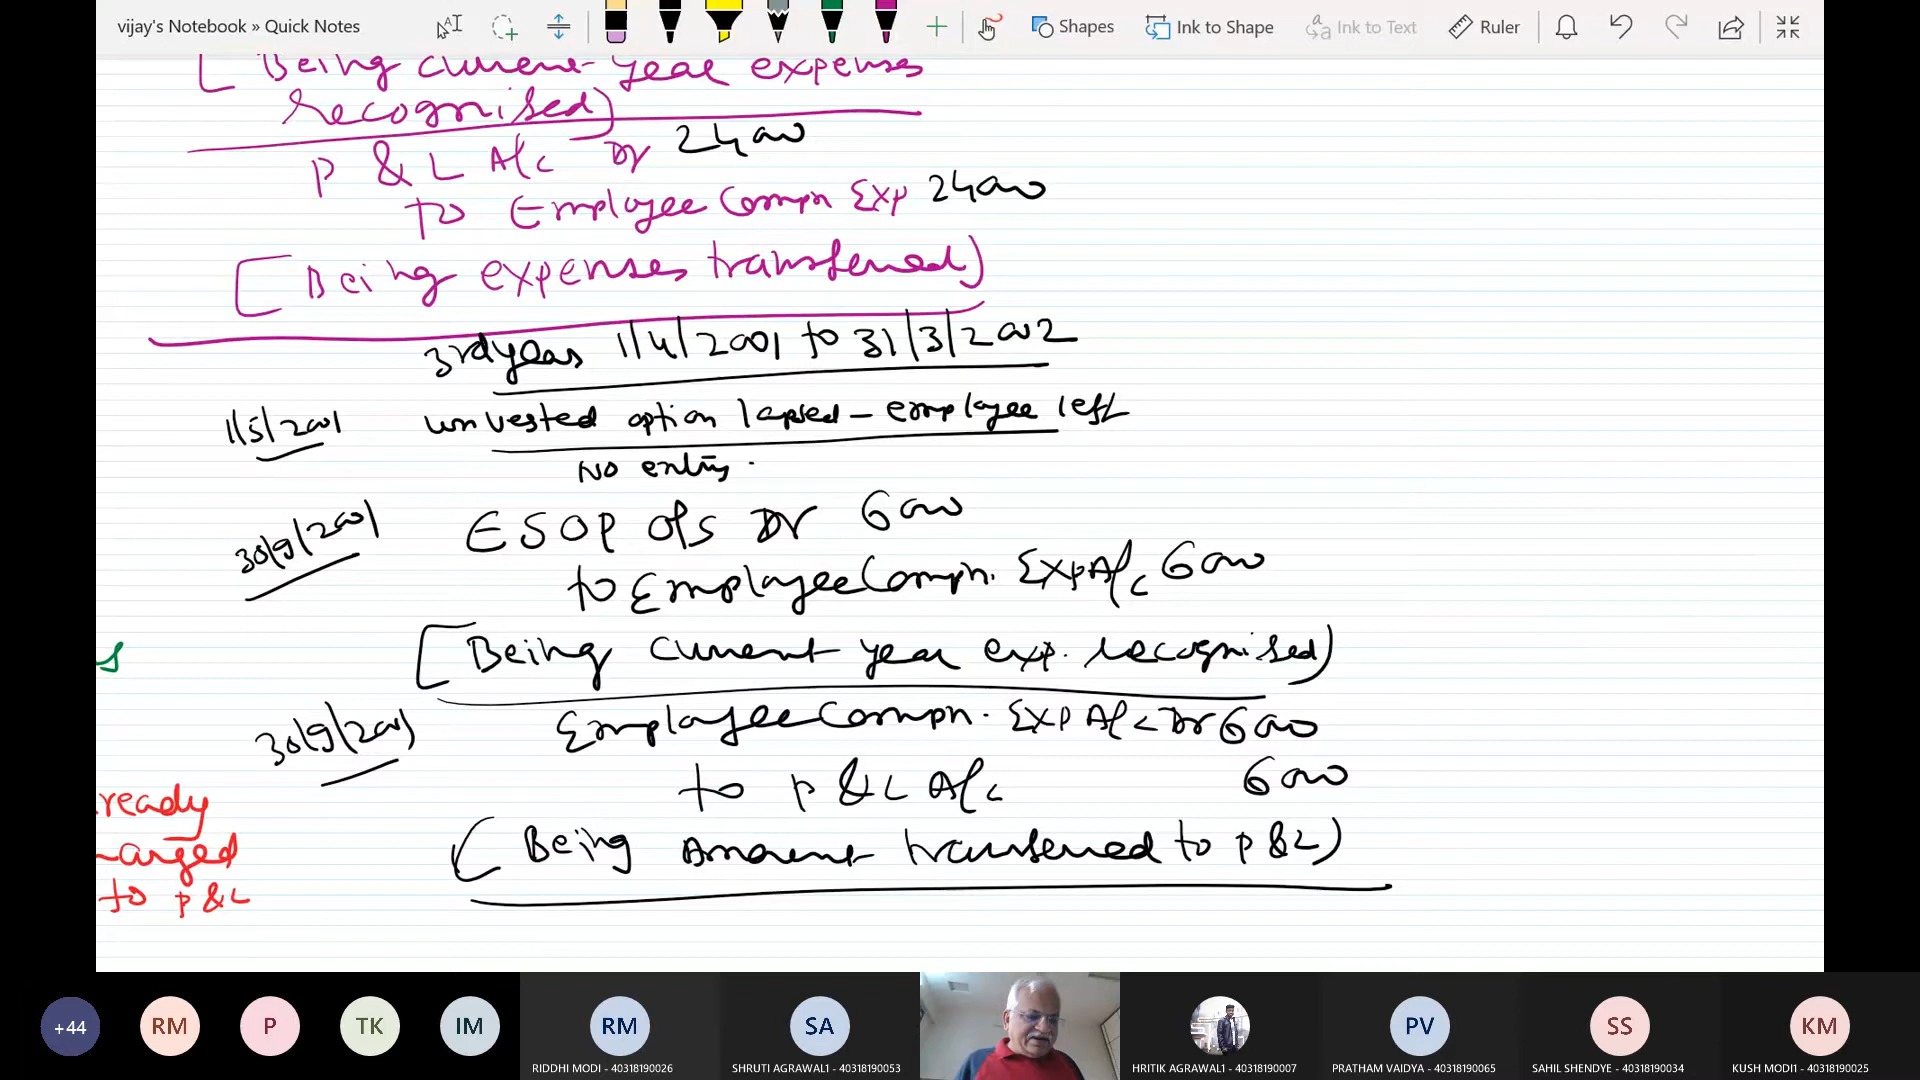 vijay's Notebook » Quick Notes
Shapes
Ink to Shape
Ink to Text
Ruler
[ Being current year expenses
recognised)
P & L A/c Dr 2400
to Employee Compn Exp 2400
[ Being expenses transferred)
3rd year 1/4/2001 to 31/3/2002
1/5/2001 unvested option lapsed - employee left
No entry.
30/9/2001 ESOP o/s Dr 600
to Employee Compn. Exp A/c 600
[Being current year exp. recognised)
s
30/9/2001 Employee Compn. Exp A/c Dr 600
to P & L A/c 600
ready
arged
to P & L
(Being Amount transferred to P & L)
+44
RM
P
TK
IM
RM
RIDDHI MODI - 40318190026
SA
SHRUTI AGRAWAL1 - 40318190053
HRITIK AGRAWAL1 - 40318190007
PV
PRATHAM VAIDYA - 40318190065
SS
SAHIL SHENDYE - 40318190034
KM
KUSH MODI1 - 40318190025